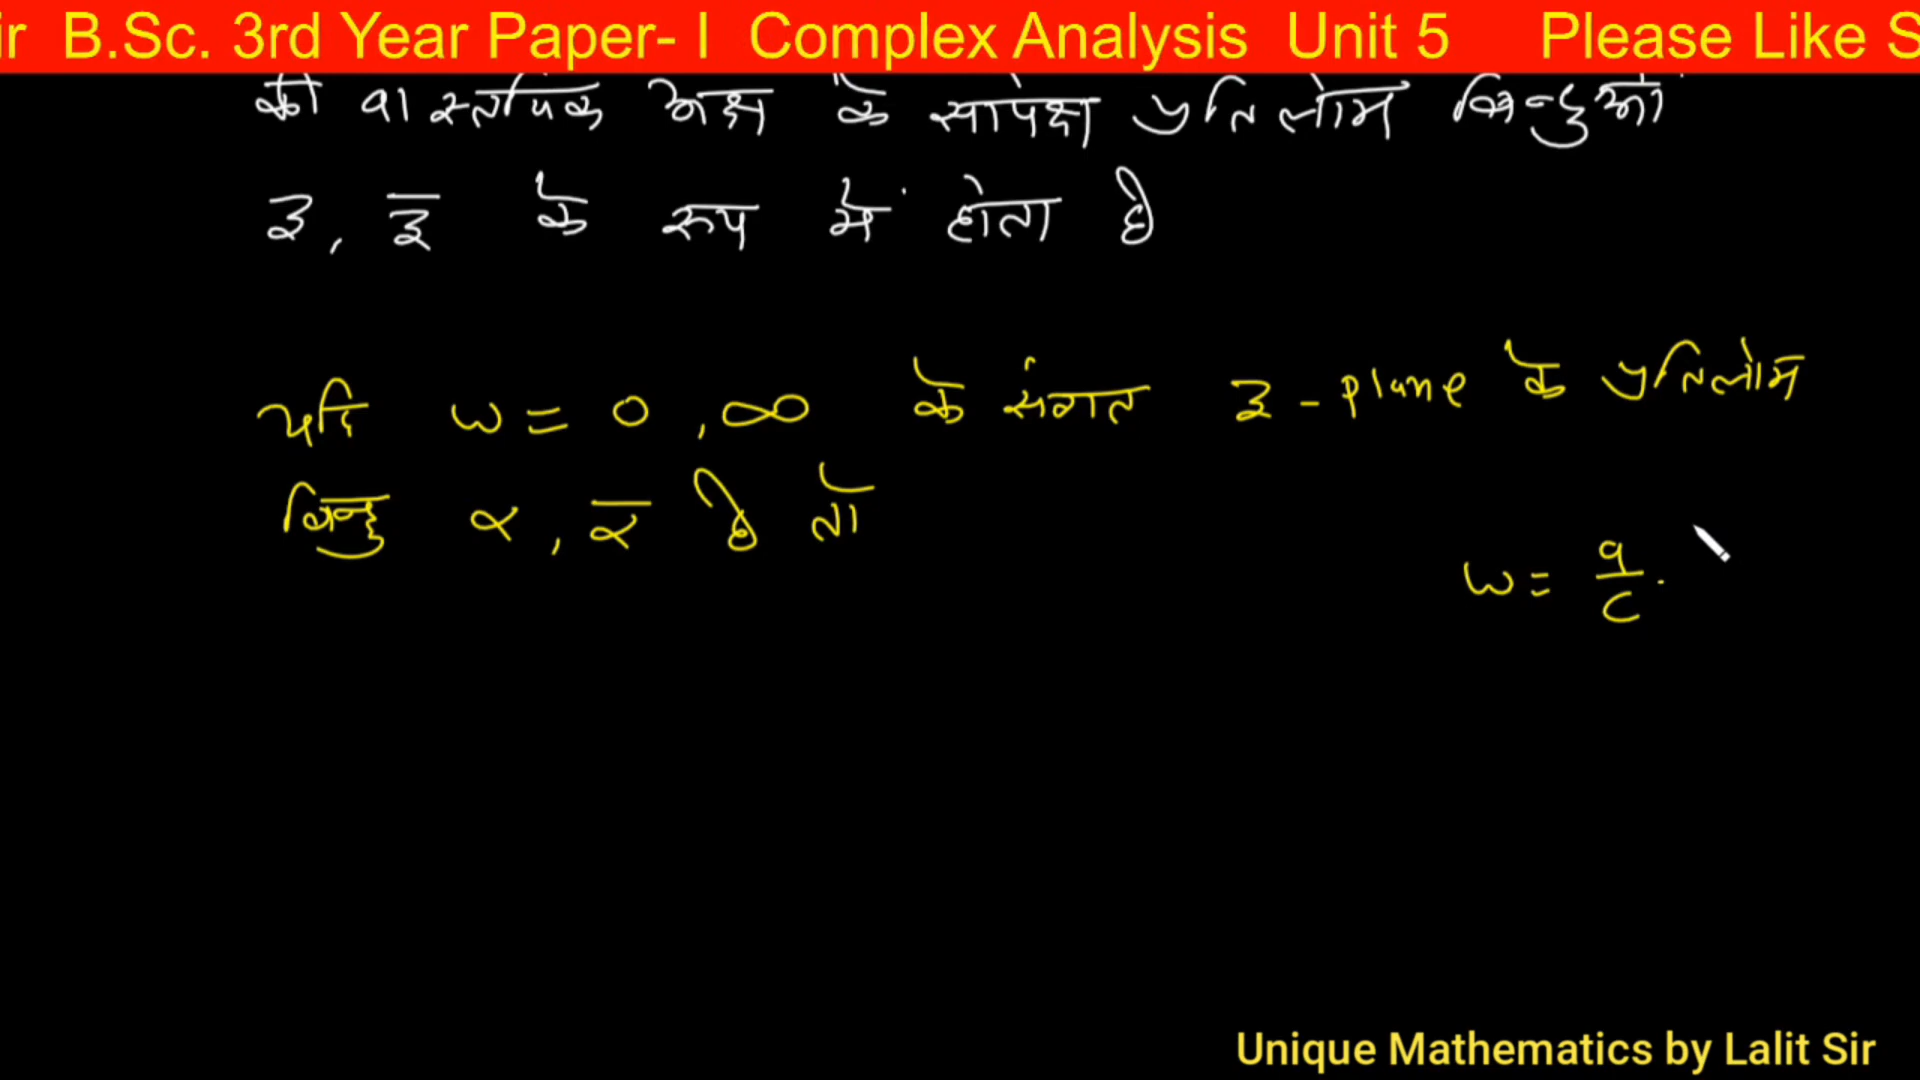 ir B.Sc. 3rd Year Paper- I Complex Analysis Unit 5 Please Like S
की वास्तविक अक्ष के सापेक्ष प्रतिलोम बिन्दुओं
z, z̅ के रूप में होता है
यदि w = 0, ∞ के संगत z - plane के प्रतिलोम
बिन्दु α, α̅ है तो
w = a/c .
Unique Mathematics by Lalit Sir